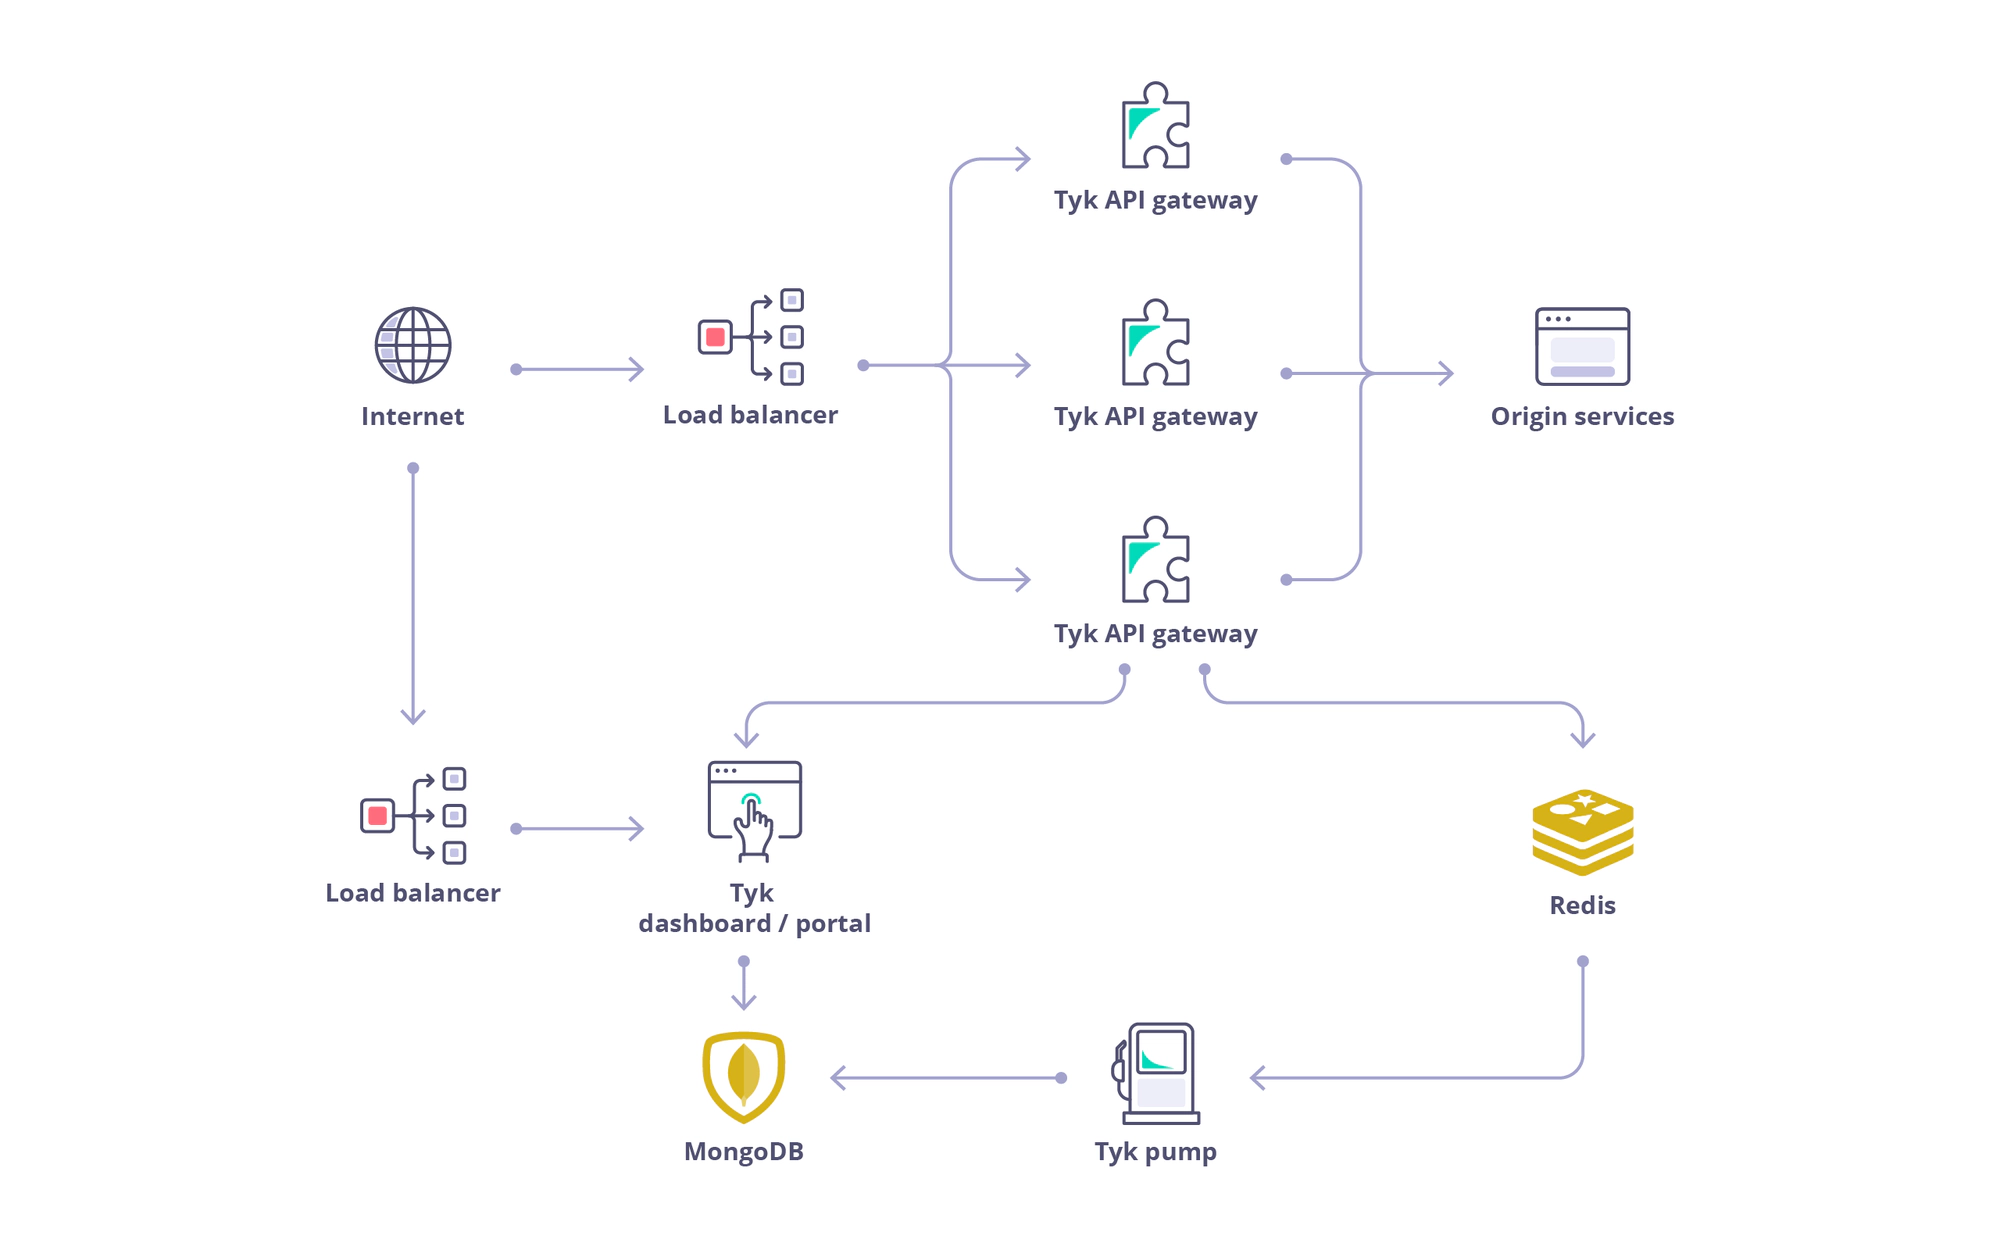 Tyk API gateway
Internet
Load balancer
Tyk API gateway
Origin services
Tyk API gateway
Load balancer
Tyk
dashboard / portal
Redis
MongoDB
Tyk pump